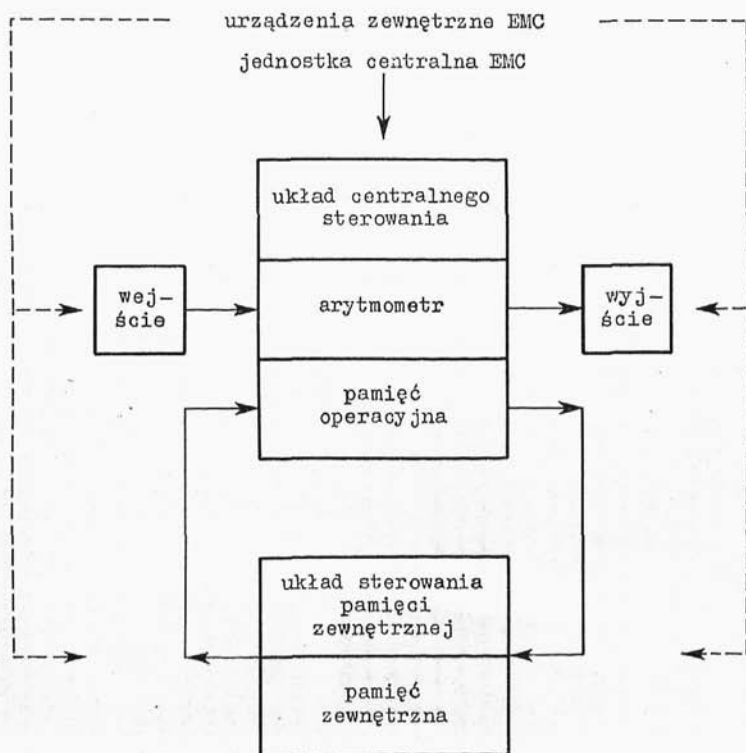 urządzenia zewnętrzne EMC
jednostka centralna EMC
układ centralnego
sterowania
wej-
ście
arytmometr
wyj-
ście
pamięć
operacyjna
układ sterowania
pamięci
zewnętrznej
pamięć
zewnętrzna